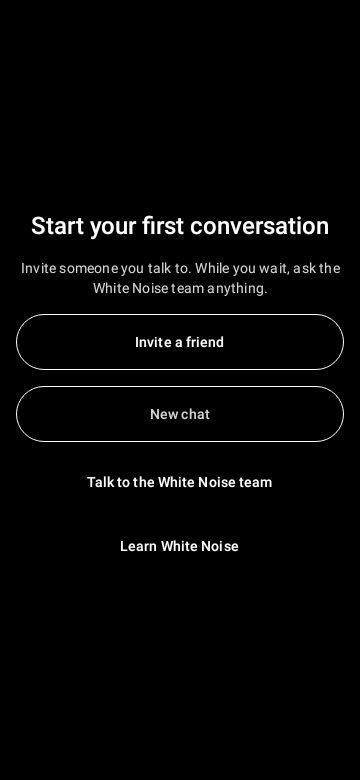 Start your first conversation
Invite someone you talk to. While you wait, ask the
White Noise team anything.
Invite a friend
New chat
Talk to the White Noise team
Learn White Noise